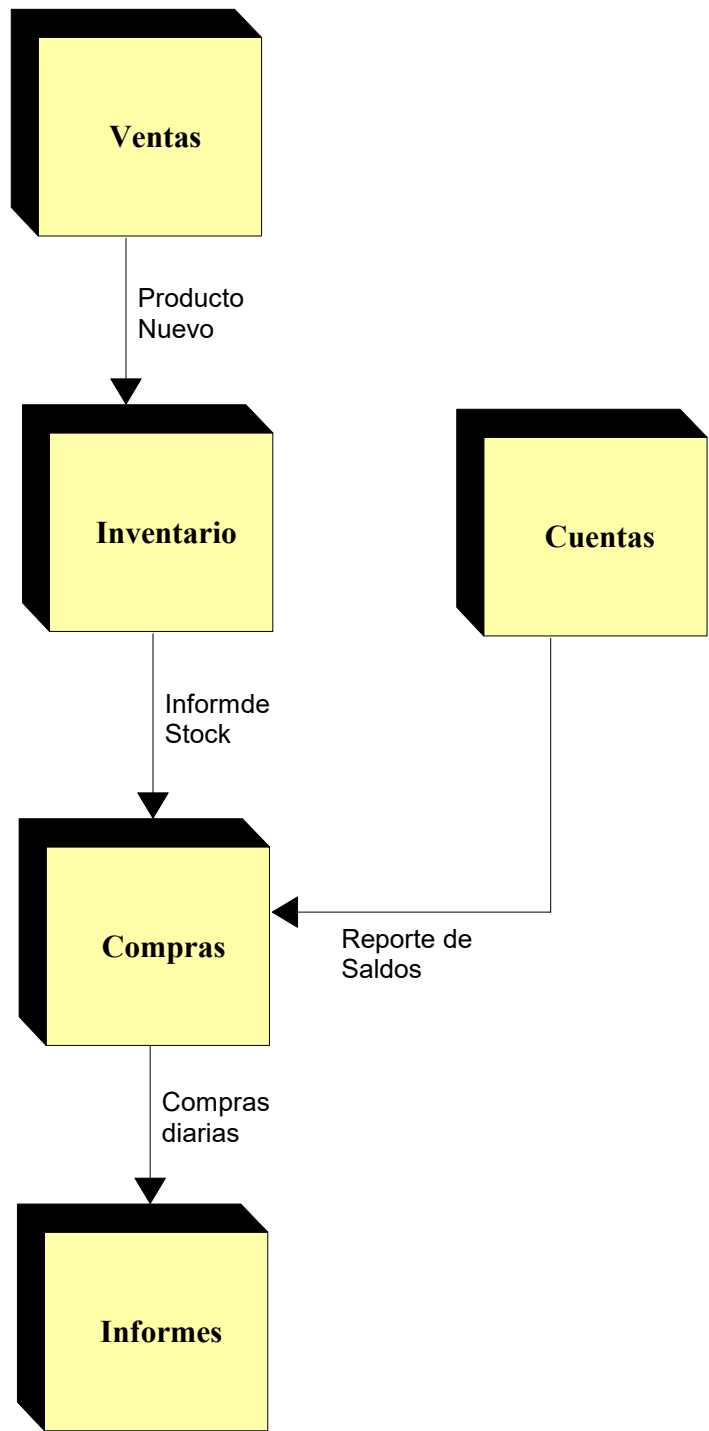 Ventas
Producto
Nuevo
Inventario
Cuentas
Informde
Stock
Compras
Reporte de
Saldos
Compras
diarias
Informes